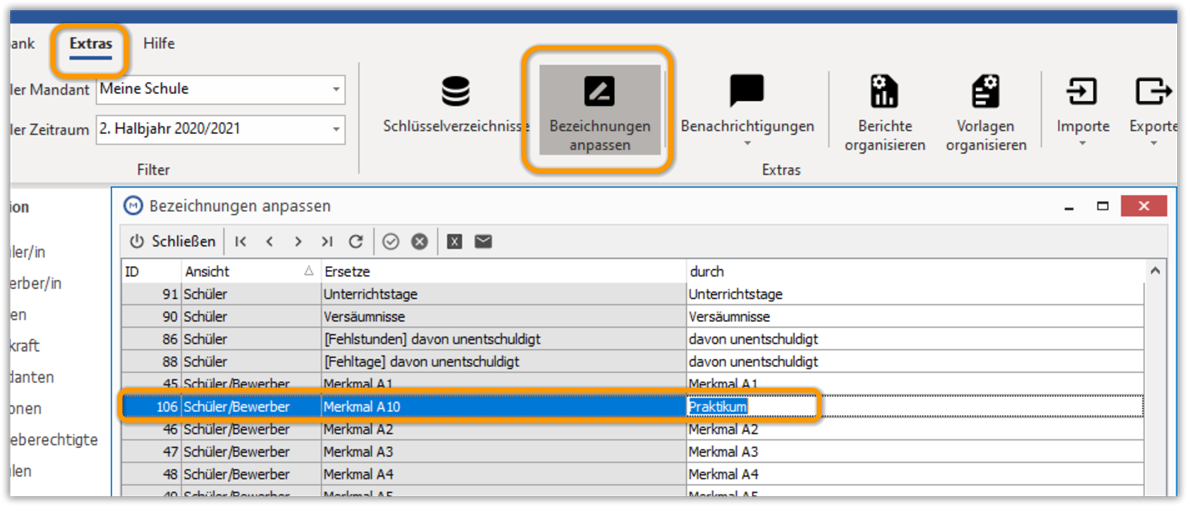 ank Extras Hilfe
ler Mandant Meine Schule
ler Zeitraum 2. Halbjahr 2020/2021
Filter
Schlüsselverzeichnisse
Bezeichnungen
anpassen
Benachrichtigungen
Berichte
organisieren
Vorlagen
organisieren
Importe
Exporte
Extras
ion
üler/in
erber/in
en
kraft
danten
onen
eberechtigte
len
Bezeichnungen anpassen
Schließen
ID Ansicht Ersetze durch
91 Schüler Unterrichtstage Unterrichtstage
90 Schüler Versäumnisse Versäumnisse
86 Schüler [Fehlstunden] davon unentschuldigt davon unentschuldigt
88 Schüler [Fehltage] davon unentschuldigt davon unentschuldigt
45 Schüler/Bewerber Merkmal A1 Merkmal A1
106 Schüler/Bewerber Merkmal A10 Praktikum
46 Schüler/Bewerber Merkmal A2 Merkmal A2
47 Schüler/Bewerber Merkmal A3 Merkmal A3
48 Schüler/Bewerber Merkmal A4 Merkmal A4
49 Schüler/Bewerber Merkmal A5 Merkmal A5